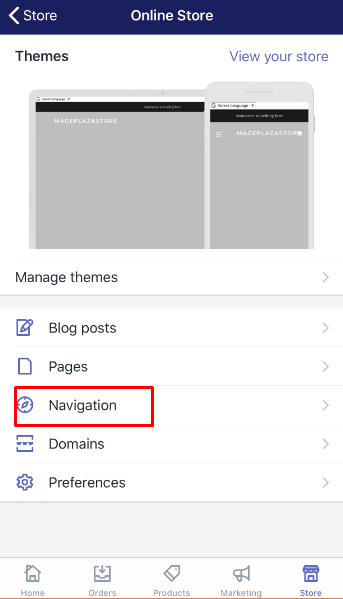 Store
Online Store
Themes
View your store
Select Language
Announce something here
MAGEPLAZASTORE
Select Language
Announce something here
MAGEPLAZASTORE
Manage themes
Blog posts
Pages
Navigation
Domains
Preferences
Home
Orders
Products
Marketing
Store